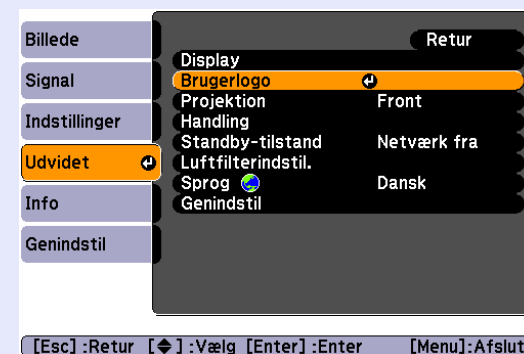 Billede
Signal
Indstillinger
Udvidet
Info
Genindstil
Retur
Display
Brugerlogo
Projektion Front
Handling
Standby-tilstand Netværk fra
Luftfilterindstil.
Sprog Dansk
Genindstil
[Esc] :Retur [◆] :Vælg [Enter] :Enter [Menu]:Afslut